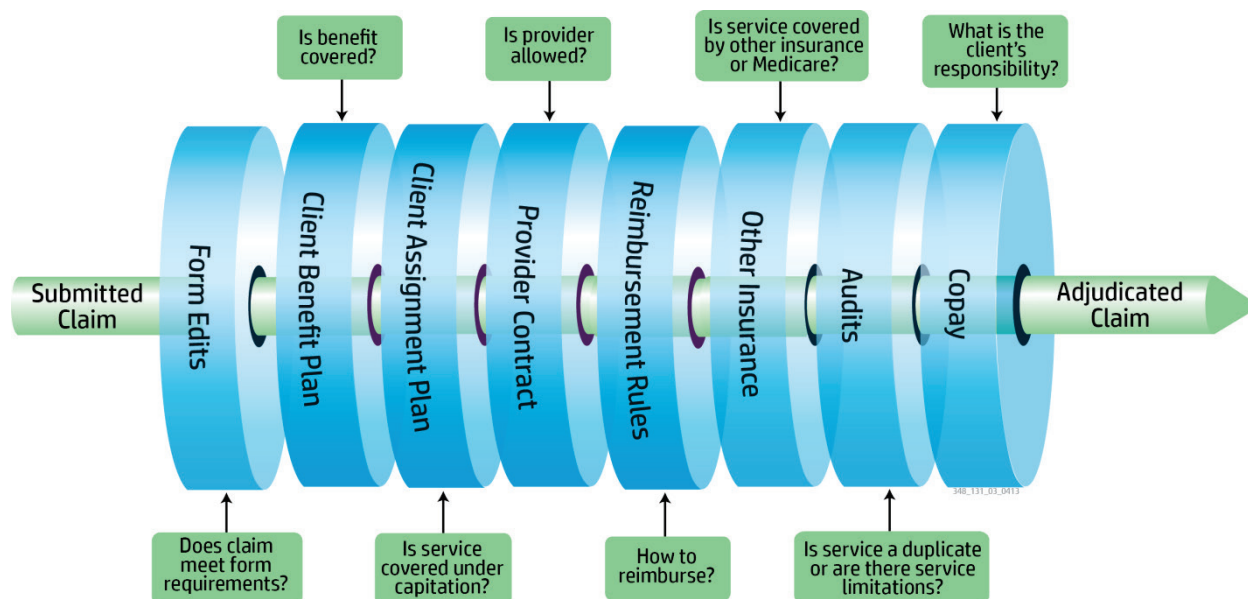 Is benefit
covered?
Is provider
allowed?
Is service covered
by other insurance
or Medicare?
What is the
client's
responsibility?
Submitted
Claim
Form Edits
Client Benefit Plan
Client Assignment Plan
Provider Contract
Reimbursement Rules
Other Insurance
Audits
Copay
Adjudicated
Claim
348_131_03_0413
Does claim
meet form
requirements?
Is service
covered under
capitation?
How to
reimburse?
Is service a duplicate
or are there service
limitations?